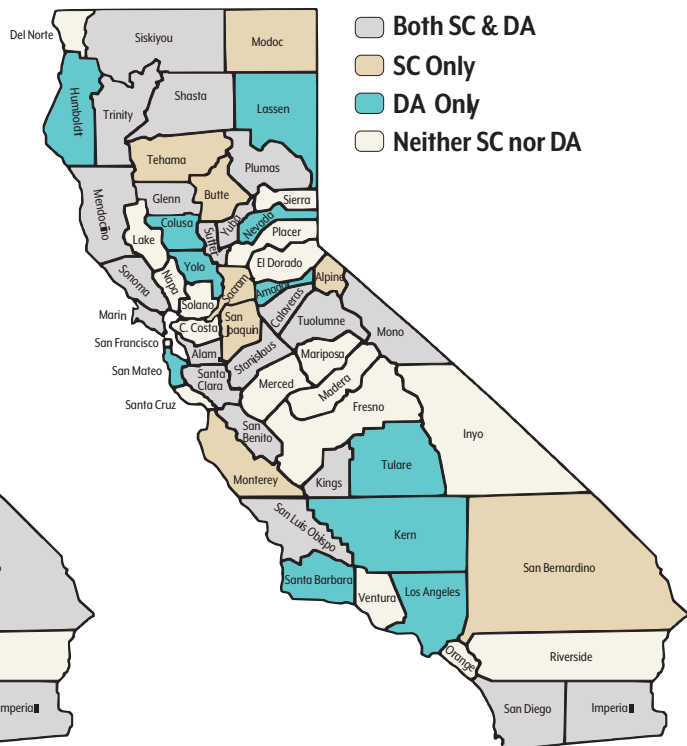 Both SC & DA
SC Only
DA Only
Neither SC nor DA
Del Norte
Siskiyou
Modoc
Humboldt
Trinity
Shasta
Lassen
Tehama
Plumas
Mendocino
Glenn
Butte
Sierra
Lake
Colusa
Sutter
Yuba
Nevada
Placer
Sonoma
Napa
Yolo
El Dorado
Solano
Sacram
Amador
Alpine
Marin
C. Costa
San
Joaquin
Calaveras
Tuolumne
Mono
San Francisco
Alam
Stanislaus
Mariposa
San Mateo
Santa
Clara
Merced
Madera
Santa Cruz
Fresno
Inyo
San
Benito
Monterey
Kings
Tulare
San Luis Obispo
Kern
San Bernardino
Santa Barbara
Ventura
Los Angeles
Orange
Riverside
mperia
San Diego
Imperia